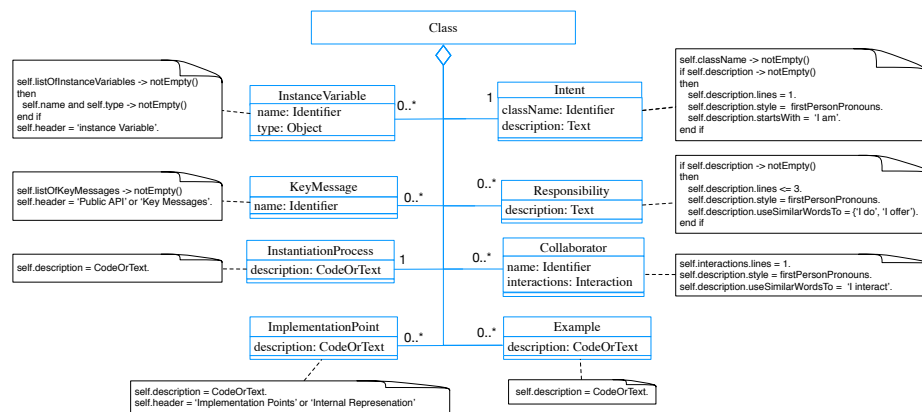 Class
self.listOfInstanceVariables -> notEmpty()
then
self.name and self.type -> notEmpty()
end if
self.header = 'instance Variable'.
InstanceVariable
name: Identifier
type: Object
0..*
1
Intent
className: Identifier
description: Text
self.className -> notEmpty()
if self.description -> notEmpty()
then
self.description.lines = 1.
self.description.style = firstPersonPronouns.
self.description.startsWith = 'I am'.
end if
self.listOfKeyMessages -> notEmpty()
self.header = 'Public API' or 'Key Messages'.
KeyMessage
name: Identifier
0..*
0..*
Responsibility
description: Text
if self.description -> notEmpty()
then
self.description.lines <= 3.
self.description.style = firstPersonPronouns.
self.description.useSimilarWordsTo = {'I do', 'I offer').
end if
self.description = CodeOrText.
InstantiationProcess
description: CodeOrText
1
0..*
Collaborator
name: Identifier
interactions: Interaction
self.interactions.lines = 1.
self.description.style = firstPersonPronouns.
self.description.useSimilarWordsTo = 'I interact'.
ImplementationPoint
description: CodeOrText
0..*
0..*
Example
description: CodeOrText
self.description = CodeOrText.
self.header = 'Implementation Points' or 'Internal Represenation'
self.description = CodeOrText.